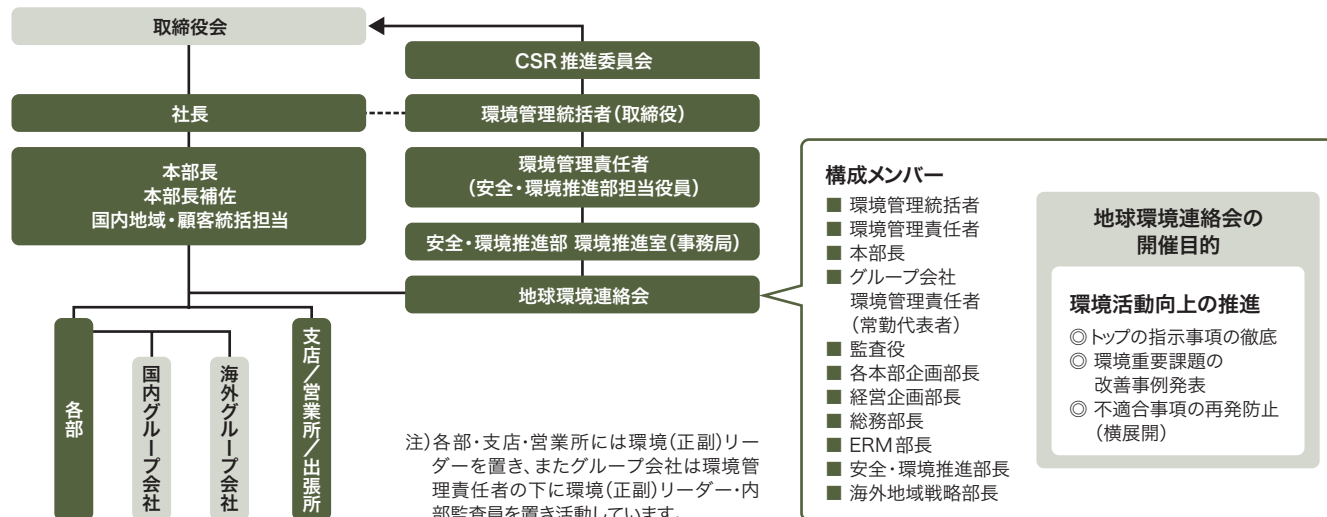 取締役会
社長
本部長
本部長補佐
国内地域・顧客統括担当
CSR推進委員会
環境管理統括者(取締役)
環境管理責任者
(安全・環境推進部担当役員)
安全・環境推進部 環境推進室(事務局)
地球環境連絡会
各部
国内グループ会社
海外グループ会社
支店/営業所/出張所
注)各部・支店・営業所には環境(正副)リー
ダーを置き、またグループ会社は環境管
理責任者の下に環境(正副)リーダー・内
部監査員を置き活動しています。
構成メンバー
■ 環境管理統括者
■ 環境管理責任者
■ 本部長
■ グループ会社
環境管理責任者
(常勤代表者)
■ 監査役
■ 各本部企画部長
■ 経営企画部長
■ 総務部長
■ ERM部長
■ 安全・環境推進部長
■ 海外地域戦略部長
地球環境連絡会の
開催目的
環境活動向上の推進
◎トップの指示事項の徹底
◎ 環境重要課題の
改善事例発表
◎ 不適合事項の再発防止
(横展開)